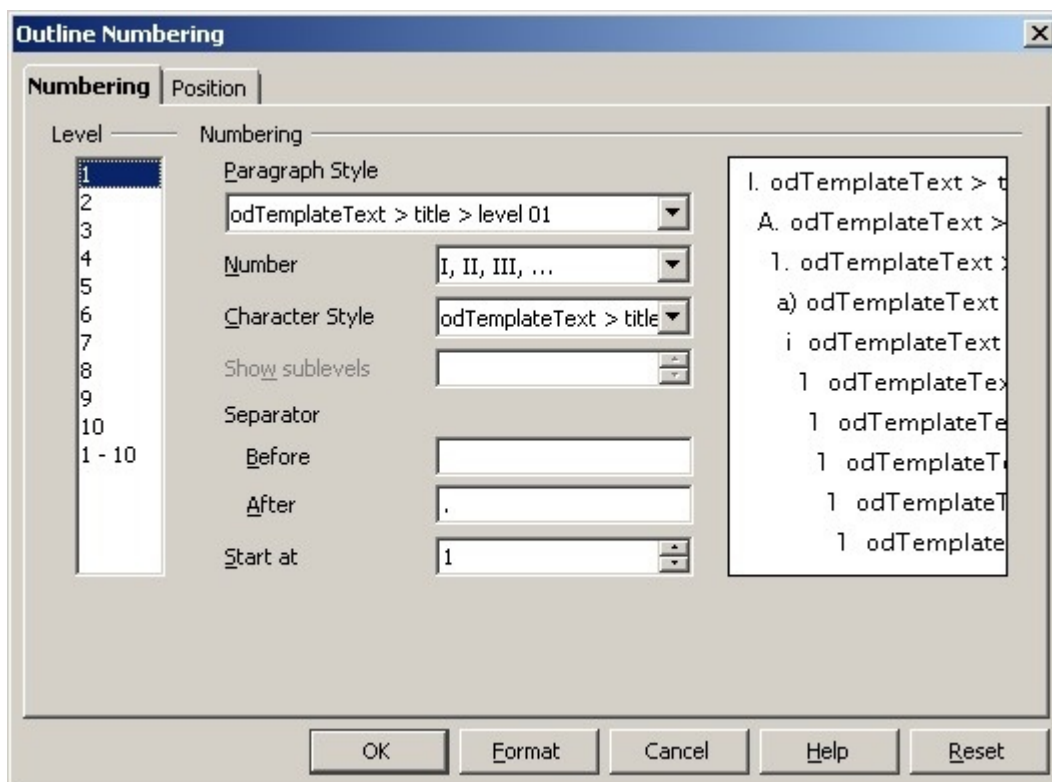 Outline Numbering
Numbering Position
Level
1
2
3
4
5
6
7
8
9
10
1 - 10
Numbering
Paragraph Style
odTemplateText > title > level 01
Number I, II, III, ...
Character Style odTemplateText > title
Show sublevels
Separator
Before
After .
Start at 1
I. odTemplateText > t
A. odTemplateText >
1. odTemplateText >
a) odTemplateText
i odTemplateText
1 odTemplateTex
1 odTemplateTe
1 odTemplateT
1 odTemplateT
1 odTemplate
OK Format Cancel Help Reset